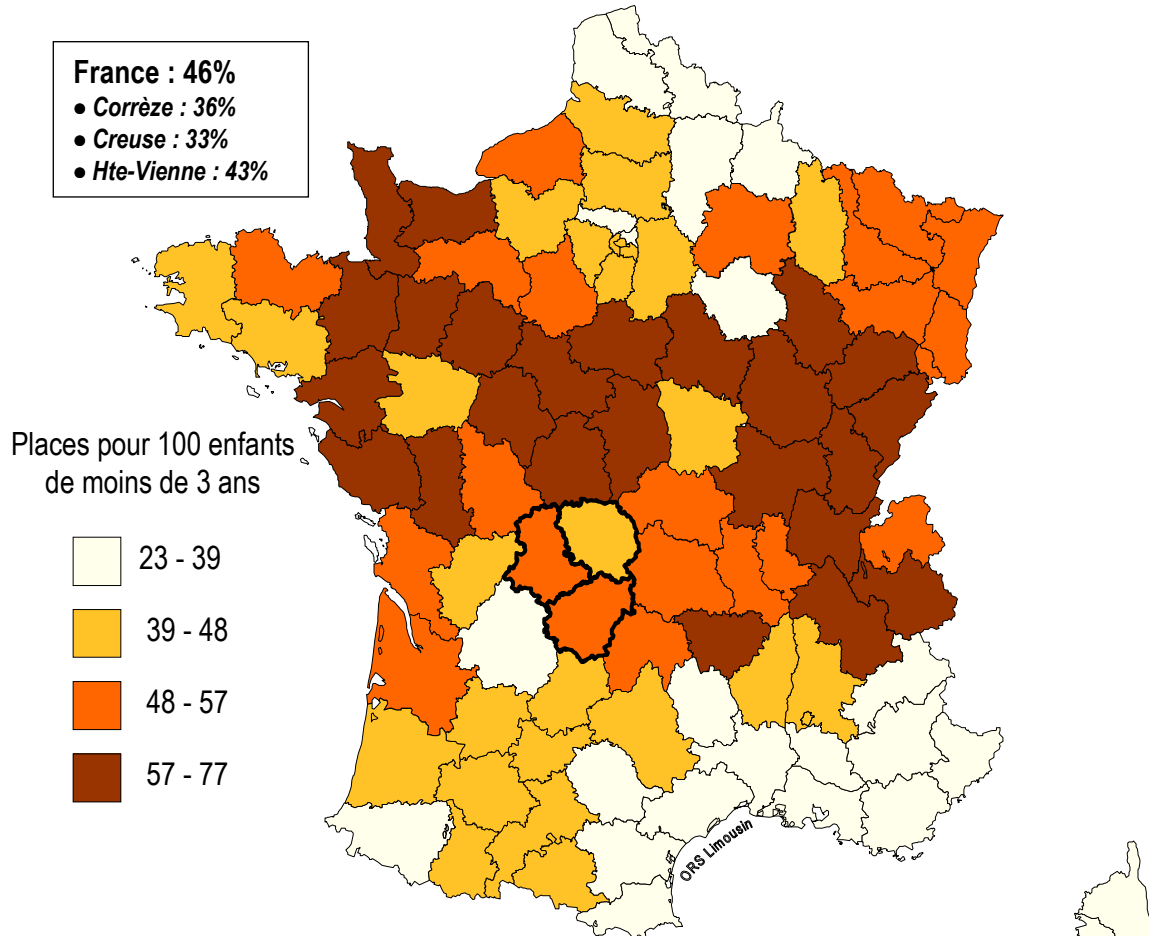 France : 46%
• Corrèze : 36%
• Creuse : 33%
• Hte-Vienne : 43%
Places pour 100 enfants
de moins de 3 ans
23 - 39
39 - 48
48 - 57
57 - 77
ORS Limousin